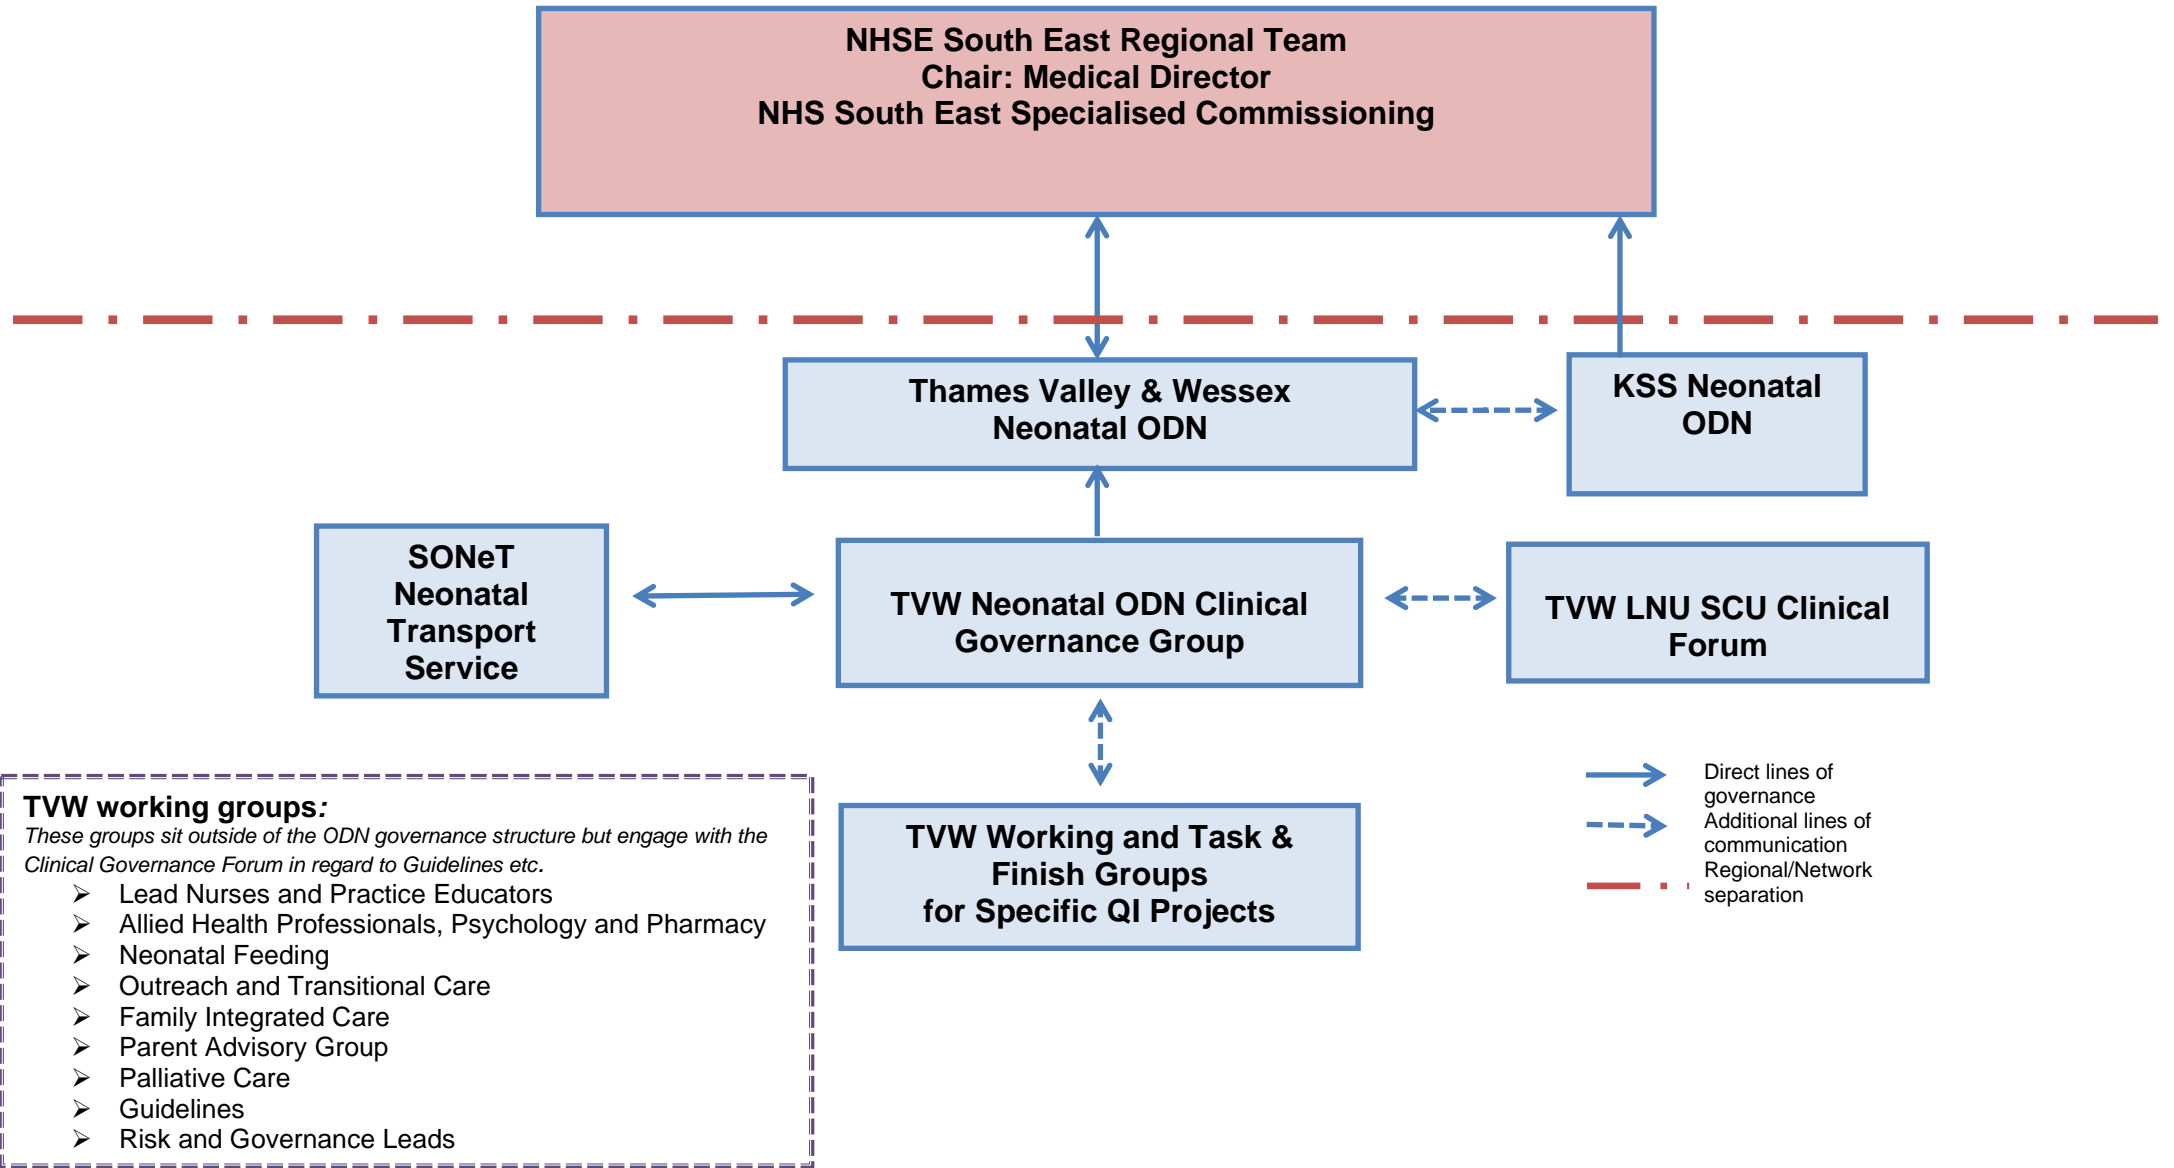 NHSE South East Regional Team
Chair: Medical Director
NHS South East Specialised Commissioning
Thames Valley & Wessex
Neonatal ODN
KSS Neonatal
ODN
SONeT
Neonatal
Transport
Service
TVW Neonatal ODN Clinical
Governance Group
TVW LNU SCU Clinical
Forum
TVW Working and Task &
Finish Groups
for Specific QI Projects
Direct lines of
governance
Additional lines of
communication
Regional/Network
separation
TVW working groups:
These groups sit outside of the ODN governance structure but engage with the
Clinical Governance Forum in regard to Guidelines etc.
➢ Lead Nurses and Practice Educators
➢ Allied Health Professionals, Psychology and Pharmacy
➢ Neonatal Feeding
➢ Outreach and Transitional Care
➢ Family Integrated Care
➢ Parent Advisory Group
➢ Palliative Care
➢ Guidelines
➢ Risk and Governance Leads